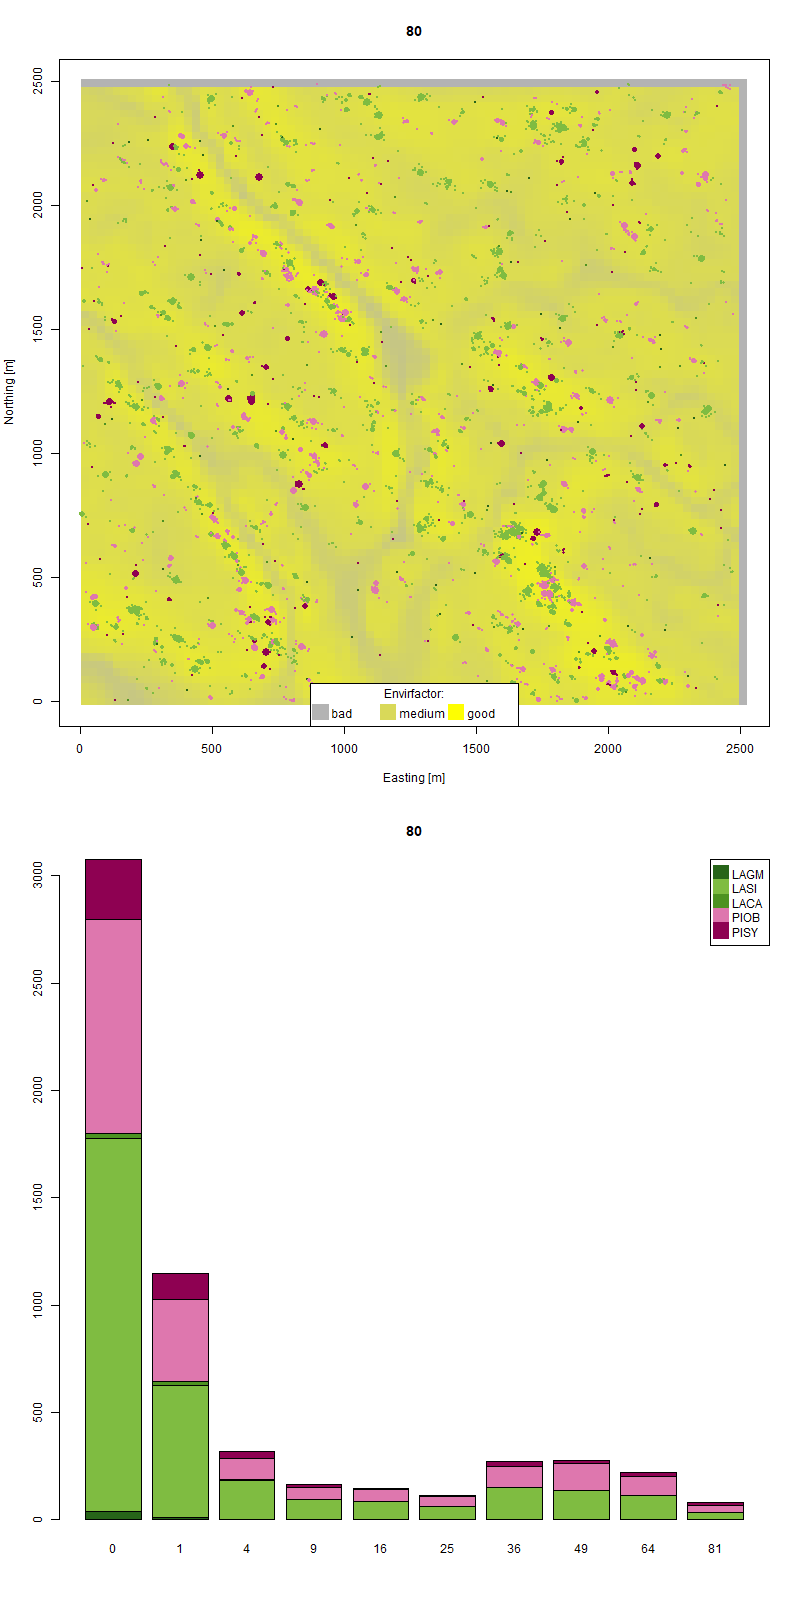 80
2500
2000
1500
1000
500
0
Northing [m]
Envirfactor:
bad medium good
0 500 1000 1500 2000 2500
Easting [m]
80
3000
2500
2000
1500
1000
500
0
LAGM
LASI
LACA
PIOB
PISY
0 1 4 9 16 25 36 49 64 81